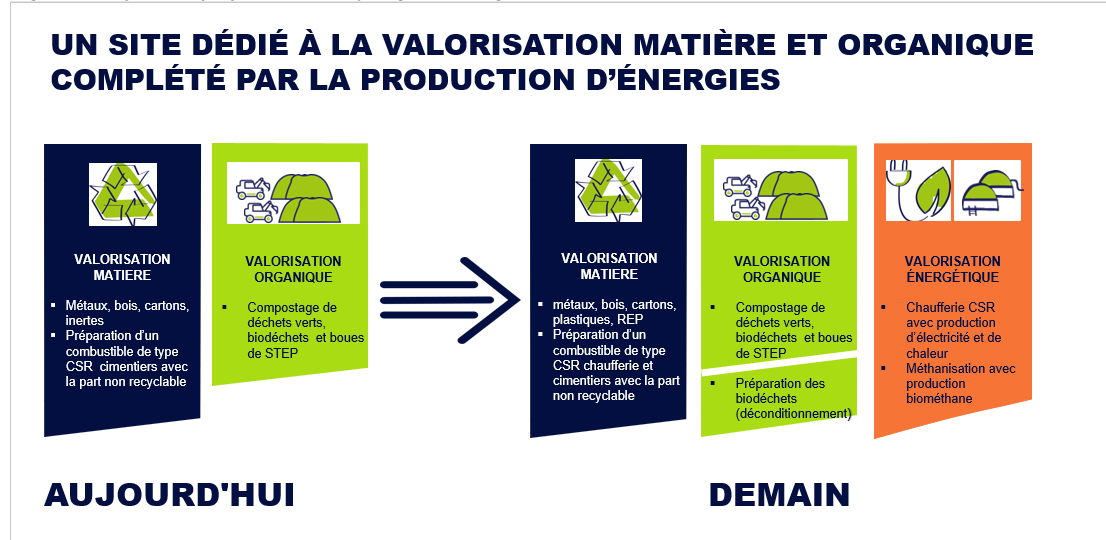 UN SITE DÉDIÉ À LA VALORISATION MATIÈRE ET ORGANIQUE
COMPLÉTÉ PAR LA PRODUCTION D'ÉNERGIES
VALORISATION
MATIERE
▪ Métaux, bois, cartons,
inertes
▪ Préparation d'un
combustible de type
CSR cimentiers avec
la part non recyclable
VALORISATION
ORGANIQUE
▪ Compostage de
déchets verts,
biodéchets et boues
de STEP
VALORISATION
MATIERE
▪ métaux, bois, cartons,
plastiques, REP
▪ Préparation d'un
combustible de type
CSR chaufferie et
cimentiers avec la part
non recyclable
VALORISATION
ORGANIQUE
▪ Compostage de
déchets verts,
biodéchets et boues
de STEP
▪ Préparation des
biodéchets
(déconditionnement)
VALORISATION
ÉNERGÉTIQUE
▪ Chaufferie CSR
avec production
d'électricité et de
chaleur
▪ Méthanisation avec
production
biométhane
AUJOURD'HUI
DEMAIN